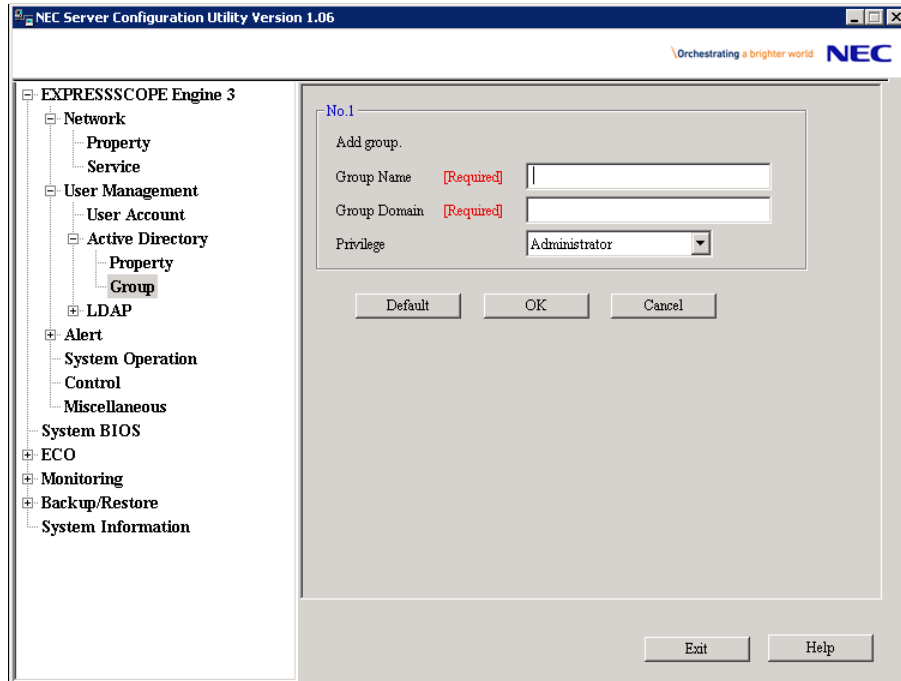 NEC Server Configuration Utility Version 1.06
\Orchestrating a brighter world NEC
EXPRESSSCOPE Engine 3
Network
Property
Service
User Management
User Account
Active Directory
Property
Group
LDAP
Alert
System Operation
Control
Miscellaneous
System BIOS
ECO
Monitoring
Backup/Restore
System Information
No.1
Add group.
Group Name [Required]
Group Domain [Required]
Privilege Administrator
Default OK Cancel
Exit Help